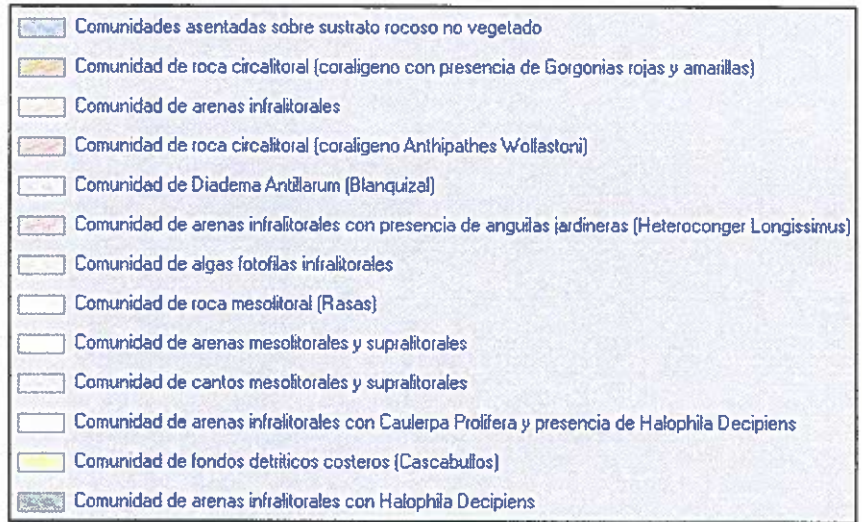 Comunidades asentadas sobre sustrato rocoso no vegetado
Comunidad de roca circalitoral (coraligeno con presencia de Gorgonias rojas y amarillas)
Comunidad de arenas infralitorales
Comunidad de roca circalitoral (coraligeno Anthipathes Wollastoni)
Comunidad de Diadema Antillarum (Blanquizal)
Comunidad de arenas infralitorales con presencia de anguilas jardineras (Heteroconger Longissimus)
Comunidad de algas fotofilas infralitorales
Comunidad de roca mesolitoral (Rasas)
Comunidad de arenas mesolitorales y supralitorales
Comunidad de cantos mesolitorales y supralitorales
Comunidad de arenas infralitorales con Caulerpa Prolifera y presencia de Halophila Decipiens
Comunidad de fondos detriticos costeros (Cascabullos)
Comunidad de arenas infralitorales con Halophila Decipiens